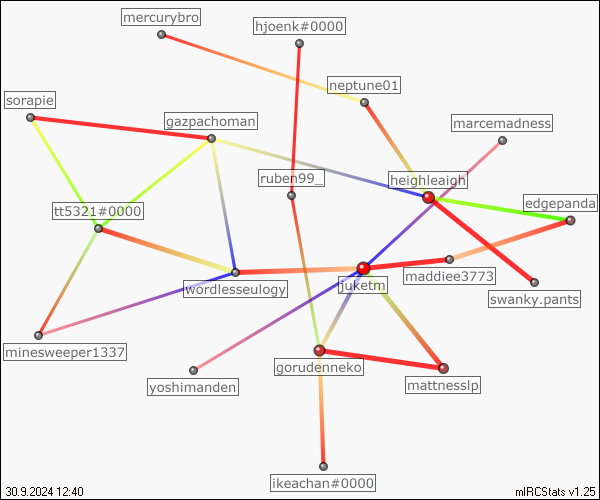 mercurybro
hjoenk#0000
neptune01
sorapie
gazpachoman
marcemadness
ruben99_
heighleaigh
tt5321#0000
edgepanda
maddiee3773
wordlesseulogy
juketm
swanky.pants
minesweeper1337
yoshimanden
gorudenneko
mattnesslp
ikeachan#0000
30.9.2024 12:40
mIRCStats v1.25